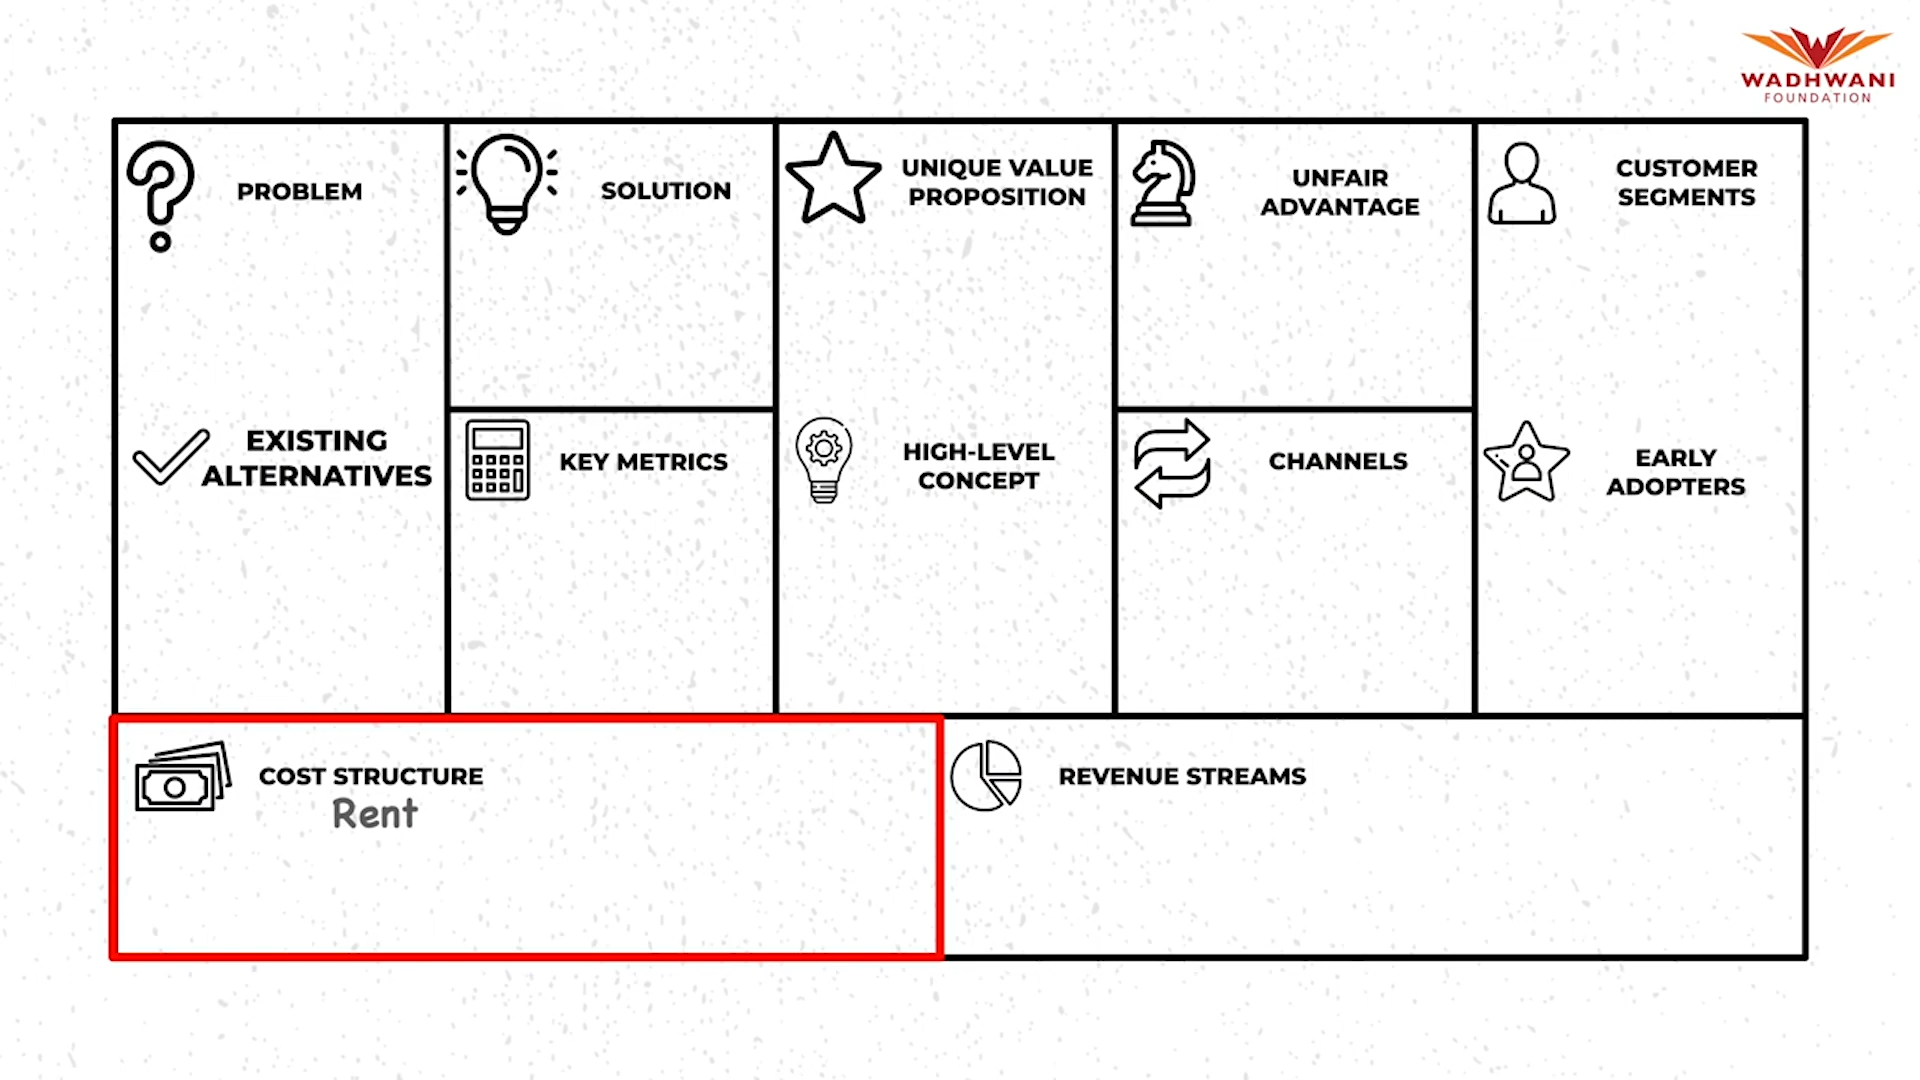 WADHWANI
FOUNDATION
PROBLEM
EXISTING
ALTERNATIVES
SOLUTION
KEY METRICS
UNIQUE VALUE
PROPOSITION
HIGH-LEVEL
CONCEPT
UNFAIR
ADVANTAGE
CHANNELS
CUSTOMER
SEGMENTS
EARLY
ADOPTERS
COST STRUCTURE
Rent
REVENUE STREAMS